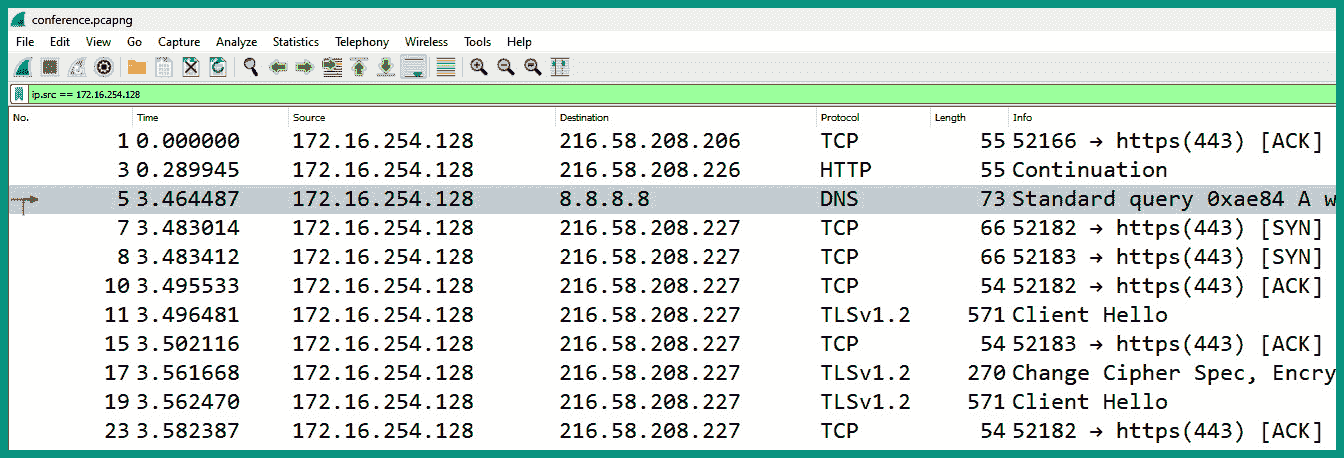 conference.pcapng
File Edit View Go Capture Analyze Statistics Telephony Wireless Tools Help
ip.src == 172.16.254.128
No. Time Source Destination Protocol Length Info
1 0.000000 172.16.254.128 216.58.208.206 TCP 55 52166 → https(443) [ACK]
3 0.289945 172.16.254.128 216.58.208.226 HTTP 55 Continuation
5 3.464487 172.16.254.128 8.8.8.8 DNS 73 Standard query 0xae84 A w
7 3.483014 172.16.254.128 216.58.208.227 TCP 66 52182 → https(443) [SYN]
8 3.483412 172.16.254.128 216.58.208.227 TCP 66 52183 → https(443) [SYN]
10 3.495533 172.16.254.128 216.58.208.227 TCP 54 52182 → https(443) [ACK]
11 3.496481 172.16.254.128 216.58.208.227 TLSv1.2 571 Client Hello
15 3.502116 172.16.254.128 216.58.208.227 TCP 54 52183 → https(443) [ACK]
17 3.561668 172.16.254.128 216.58.208.227 TLSv1.2 270 Change Cipher Spec, Encry
19 3.562470 172.16.254.128 216.58.208.227 TLSv1.2 571 Client Hello
23 3.582387 172.16.254.128 216.58.208.227 TCP 54 52182 → https(443) [ACK]